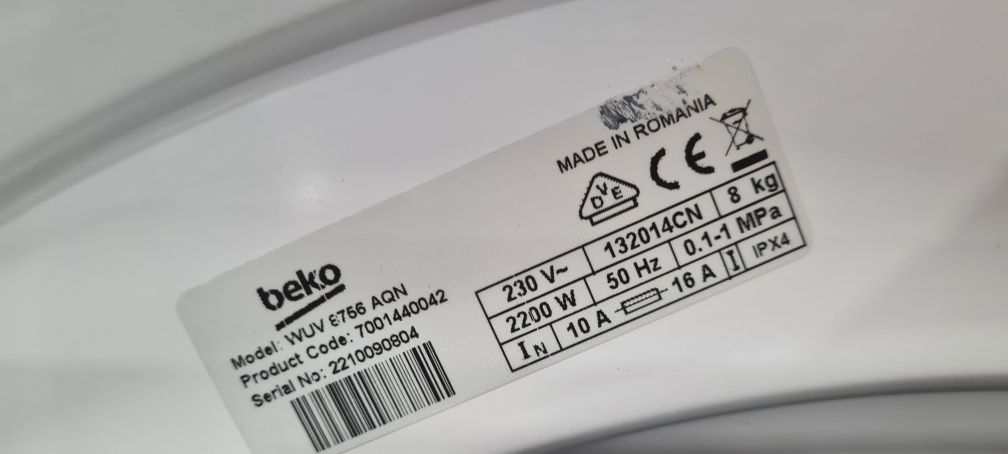 beko
Model: WUV 8756 AQN
Product Code: 7001440042
Serial No: 2210090804
MADE IN ROMANIA
CE
DVE
230 V~ 132014CN 8 kg
2200 W 50 Hz 0.1-1 MPa
IN 10 A 16 A I IPX4